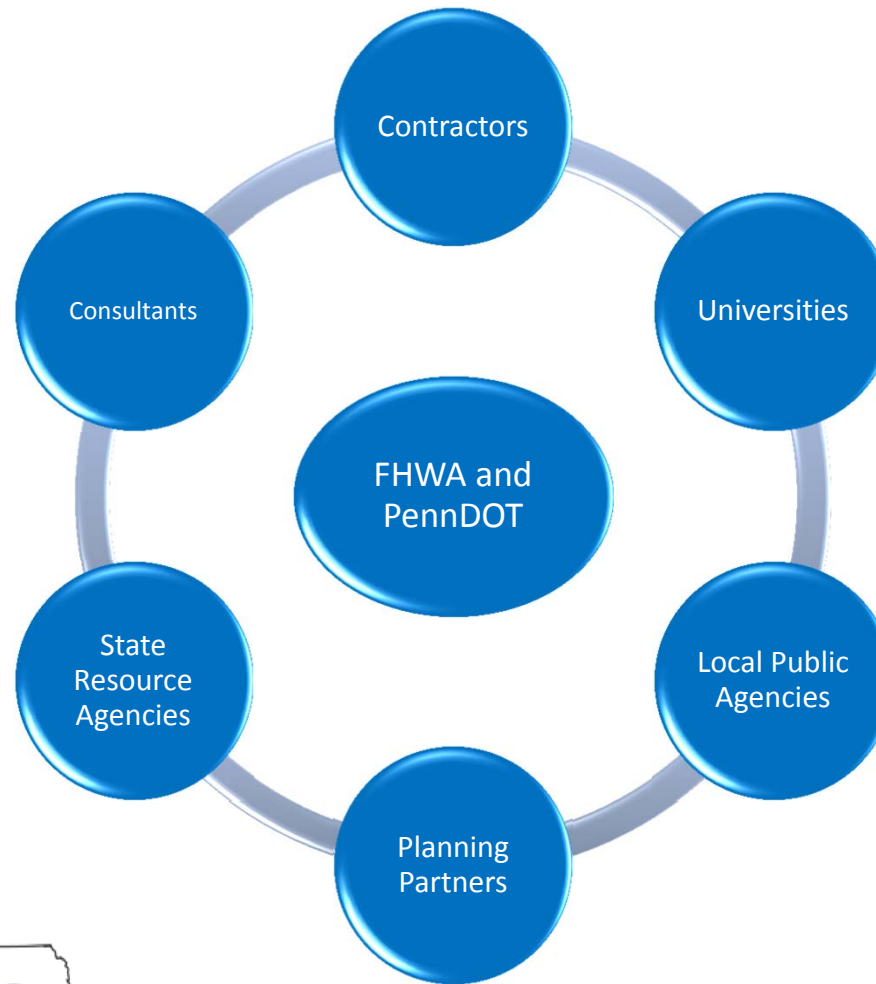 Contractors
Consultants
Universities
FHWA and
PennDOT
State
Resource
Agencies
Local Public
Agencies
Planning
Partners